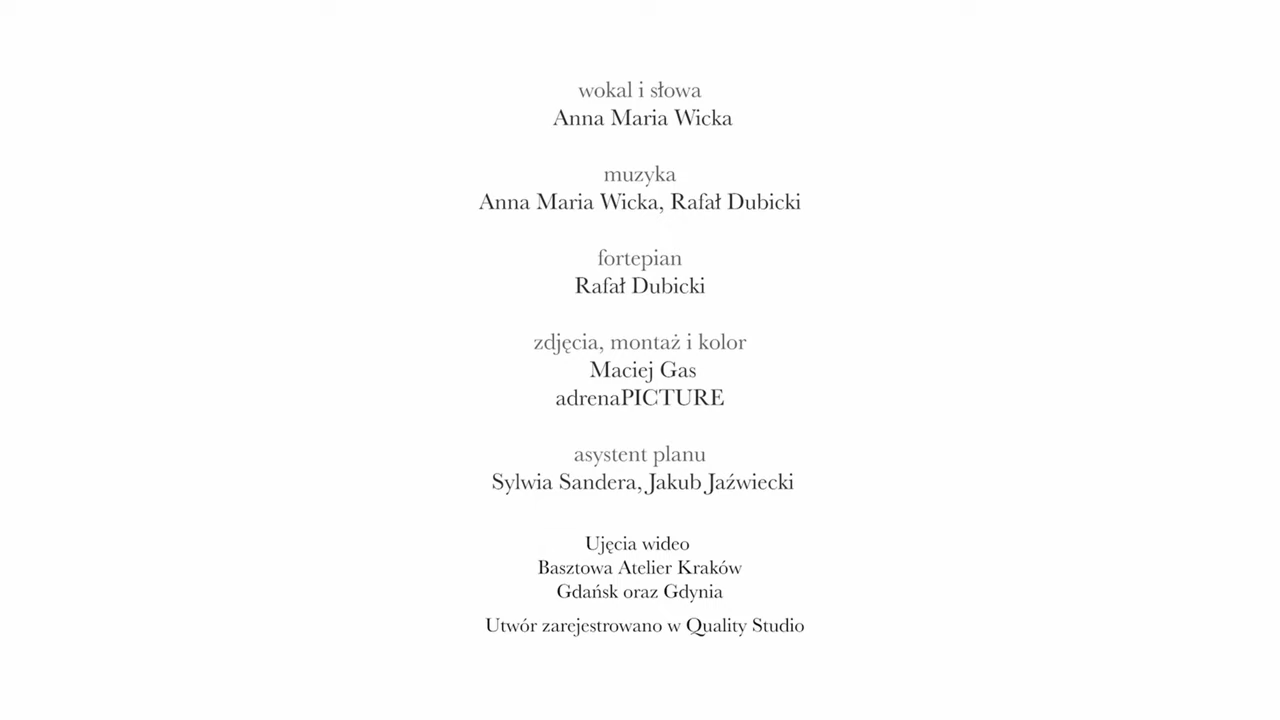 wokal i słowa
Anna Maria Wicka
muzyka
Anna Maria Wicka, Rafał Dubicki
fortepian
Rafał Dubicki
zdjęcia, montaż i kolor
Maciej Gas
adrenaPICTURE
asystent planu
Sylwia Sandera, Jakub Jaźwiecki
Ujęcia wideo
Basztowa Atelier Kraków
Gdańsk oraz Gdynia
Utwór zarejestrowano w Quality Studio